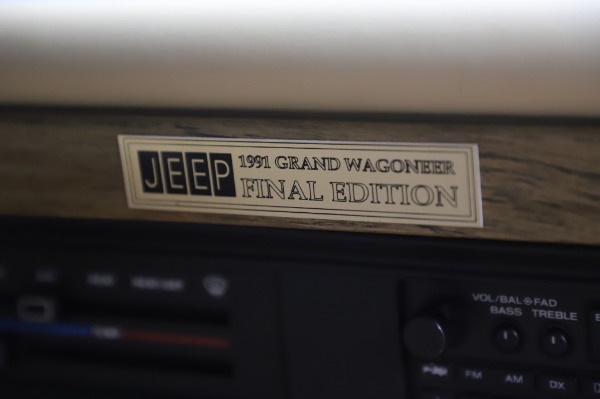 JEEP
1991 GRAND WAGONEER
FINAL EDITION
VOL/BAL FAD
BASS TREBLE
FM AM DX